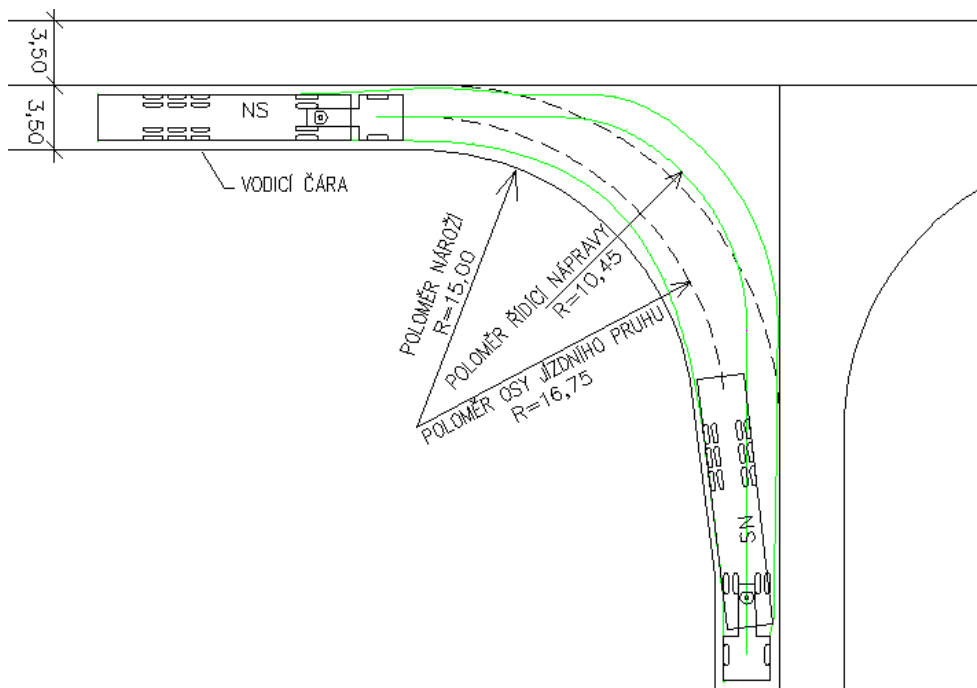 3,50
3,50
NS
VODICÍ ČÁRA
POLOMĚR NÁROŽÍ
R=15,00
POLOMĚR ŘÍDÍCÍ NÁPRAVY
R=10,45
POLOMĚR OSY JÍZDNÍHO PRUHU
R=16,75
NS